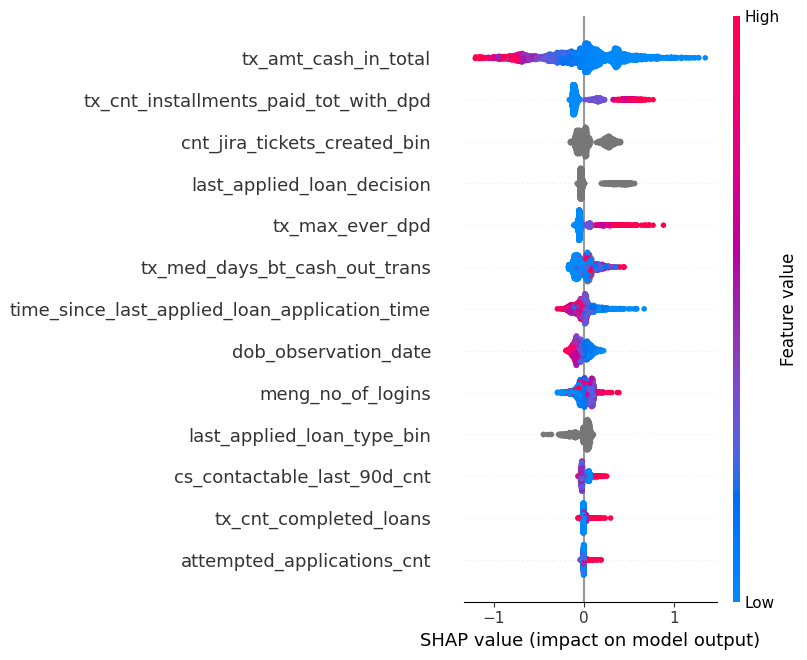 High
tx_amt_cash_in_total
tx_cnt_installments_paid_tot_with_dpd
cnt_jira_tickets_created_bin
last_applied_loan_decision
tx_max_ever_dpd
tx_med_days_bt_cash_out_trans
time_since_last_applied_loan_application_time
dob_observation_date
meng_no_of_logins
last_applied_loan_type_bin
cs_contactable_last_90d_cnt
tx_cnt_completed_loans
attempted_applications_cnt
Low
Feature value
−1 0 1
SHAP value (impact on model output)